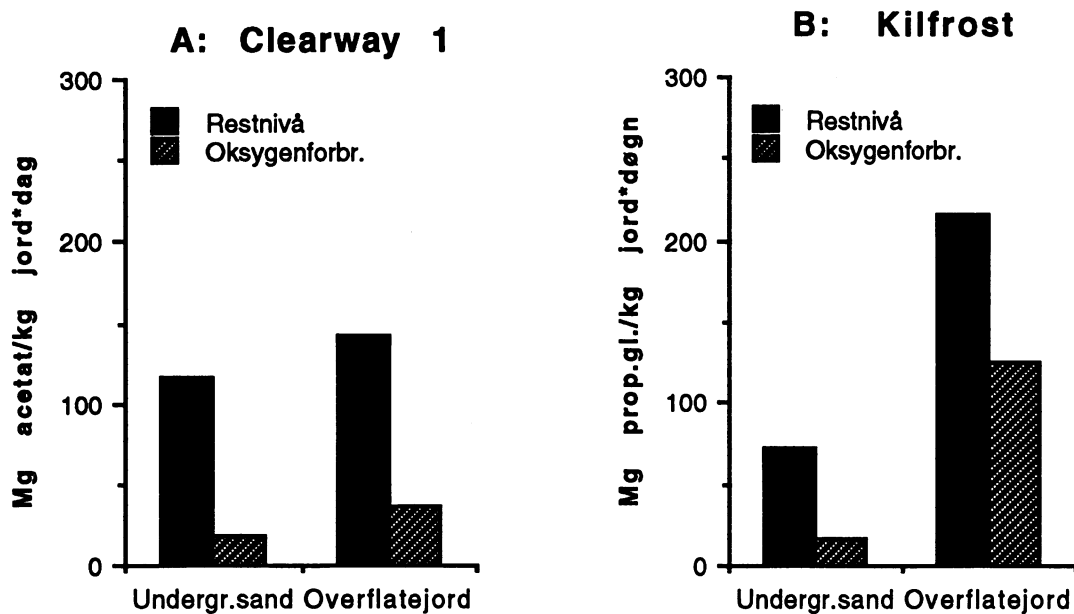 A: Clearway 1
300
200
100
0
Mg acetat/kg jord*dag
Restnivå
Oksygenforbr.
Undergr.sand Overflatejord
B: Kilfrost
300
200
100
0
Mg prop.gl./kg jord*døgn
Restnivå
Oksygenforbr.
Undergr.sand Overflatejord